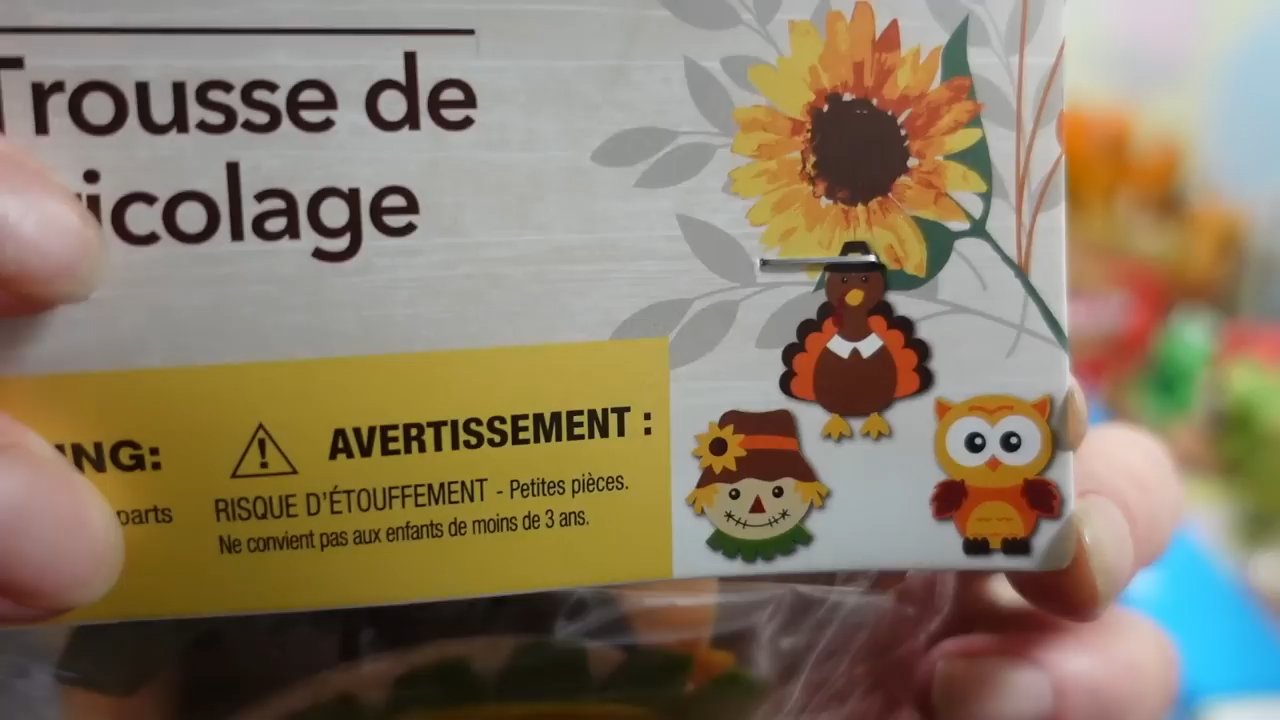 Trousse de
ricolage
ING:
AVERTISSEMENT :
parts
RISQUE D'ÉTOUFFEMENT - Petites pièces.
Ne convient pas aux enfants de moins de 3 ans.